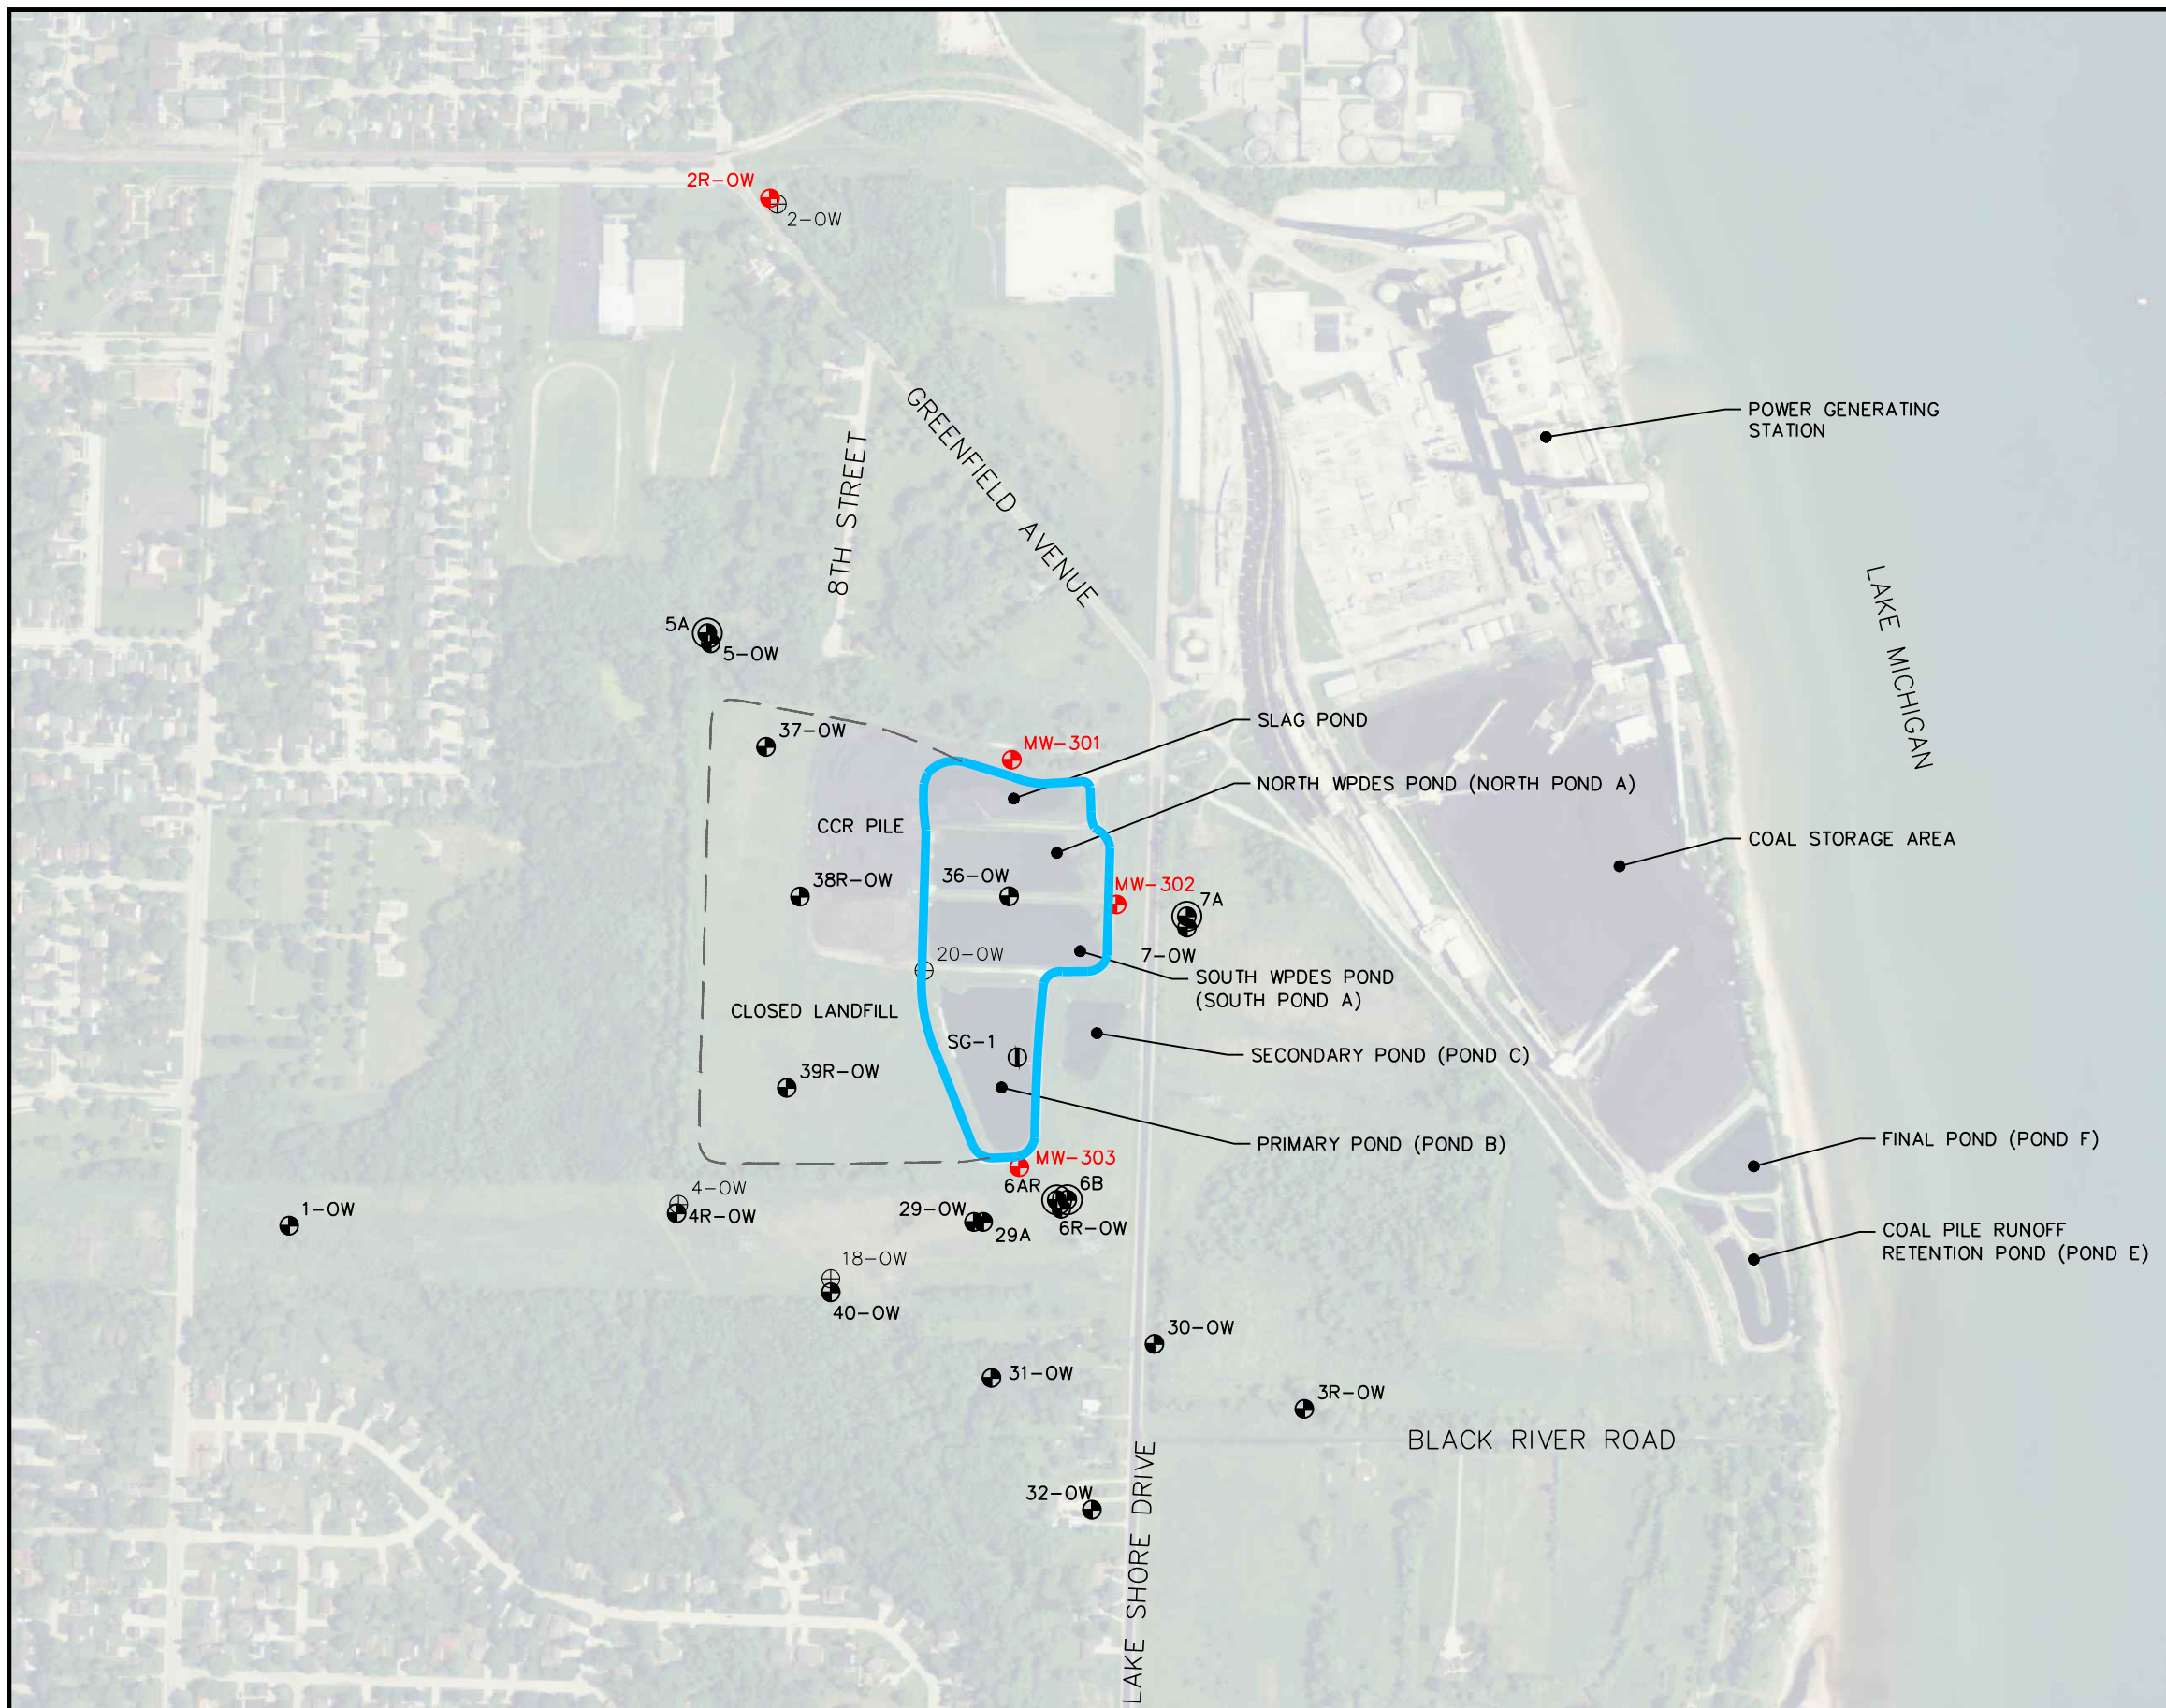 2R-OW
2-OW
POWER GENERATING
STATION
GREENFIELD AVENUE
8TH STREET
LAKE MICHIGAN
5A
5-OW
37-OW
MW-301
SLAG POND
NORTH WPDES POND (NORTH POND A)
CCR PILE
COAL STORAGE AREA
38R-OW
36-OW
MW-302
7A
7-OW
20-OW
SOUTH WPDES POND
(SOUTH POND A)
CLOSED LANDFILL
SG-1
SECONDARY POND (POND C)
39R-OW
PRIMARY POND (POND B)
FINAL POND (POND F)
MW-303
6AR
6B
4-OW
4R-OW
1-OW
29-OW
29A
6R-OW
COAL PILE RUNOFF
RETENTION POND (POND E)
18-OW
40-OW
30-OW
31-OW
3R-OW
BLACK RIVER ROAD
32-OW
LAKE SHORE DRIVE